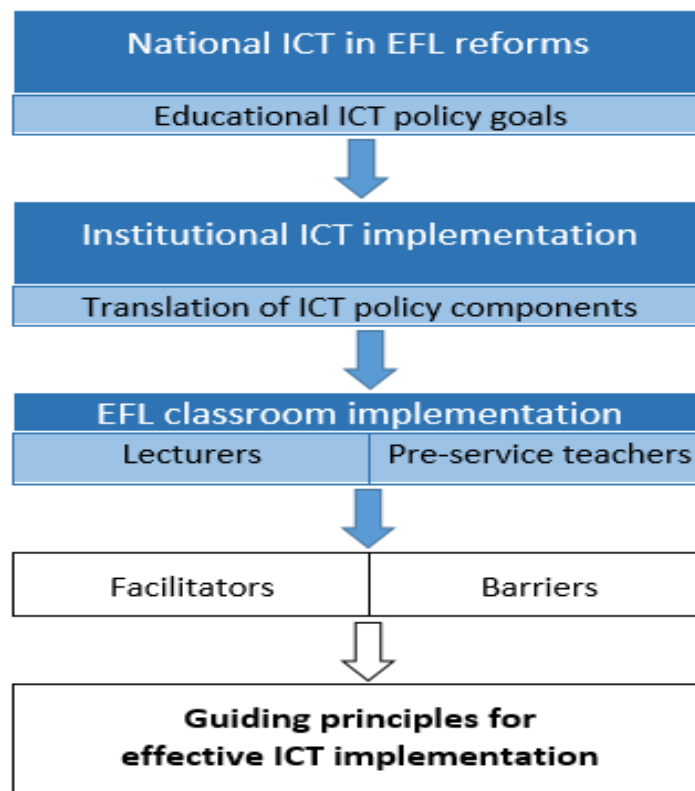 National ICT in EFL reforms
Educational ICT policy goals
Institutional ICT implementation
Translation of ICT policy components
EFL classroom implementation
Lecturers
Pre-service teachers
Facilitators
Barriers
Guiding principles for
effective ICT implementation